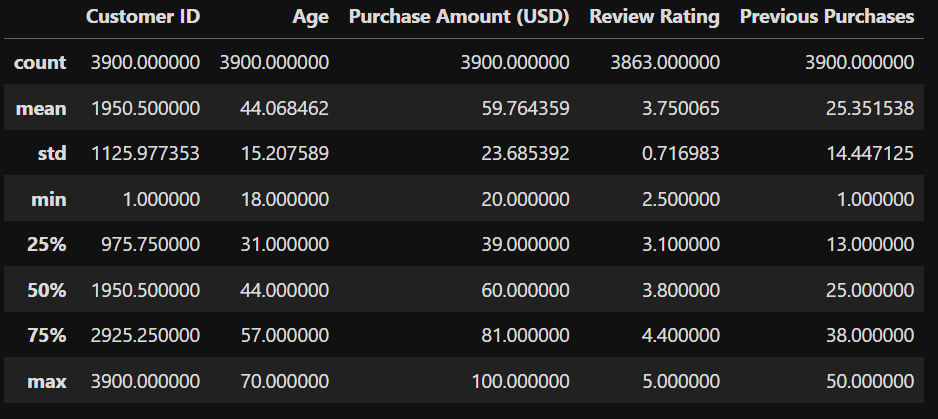 Customer ID Age Purchase Amount (USD) Review Rating Previous Purchases
count 3900.000000 3900.000000 3900.000000 3863.000000 3900.000000
mean 1950.500000 44.068462 59.764359 3.750065 25.351538
std 1125.977353 15.207589 23.685392 0.716983 14.447125
min 1.000000 18.000000 20.000000 2.500000 1.000000
25% 975.750000 31.000000 39.000000 3.100000 13.000000
50% 1950.500000 44.000000 60.000000 3.800000 25.000000
75% 2925.250000 57.000000 81.000000 4.400000 38.000000
max 3900.000000 70.000000 100.000000 5.000000 50.000000